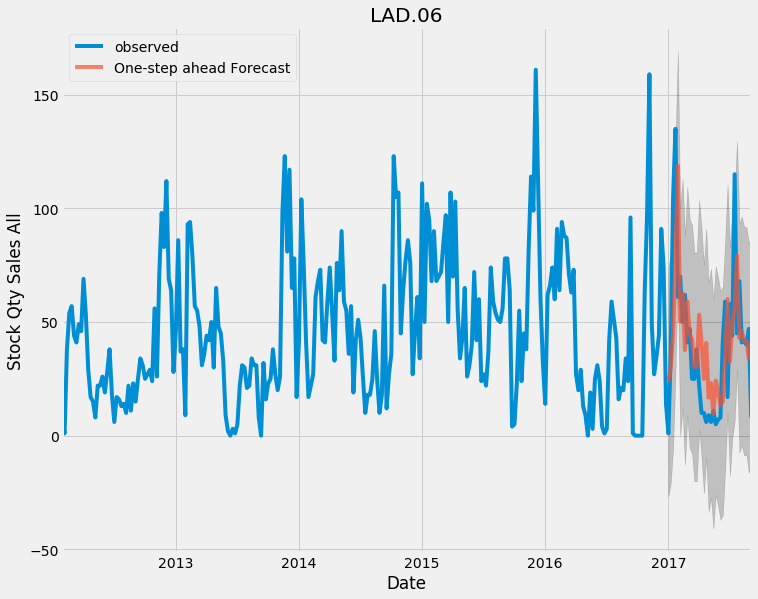 LAD.06
observed
One-step ahead Forecast
Stock Qty Sales All
150
100
50
0
−50
2013
2014
2015
2016
2017
Date